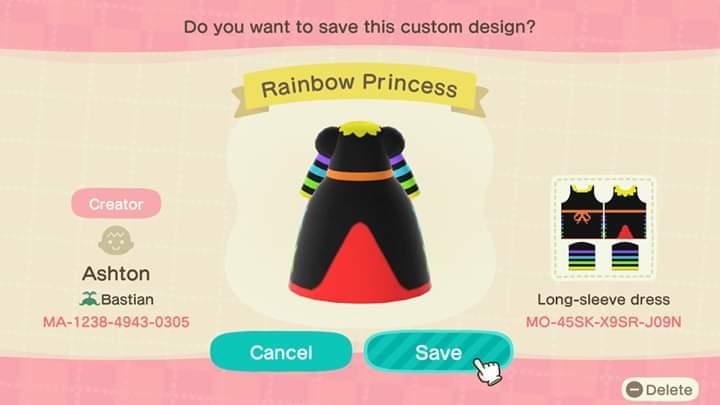 Do you want to save this custom design?
Rainbow Princess
Creator
Ashton
Bastian
MA-1238-4943-0305
Long-sleeve dress
MO-45SK-X9SR-J09N
Cancel
Save
Delete